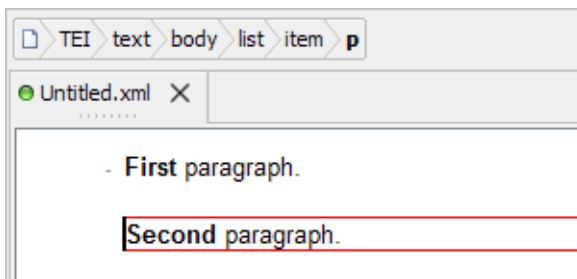 TEI text body list item p
Untitled.xml
- First paragraph.
Second paragraph.